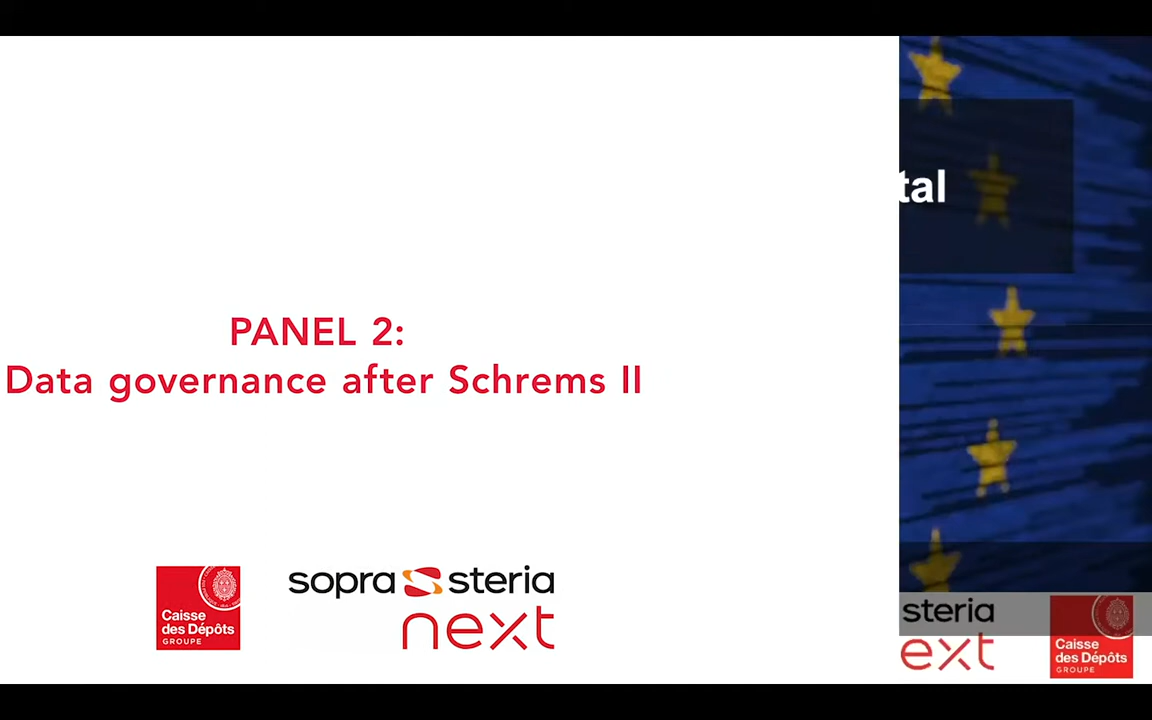 PANEL 2:
Data governance after Schrems II
Caisse
des Dépôts
GROUPE
sopra steria
next
tal
steria
ext
Caisse
des Dépôts
GROUPE